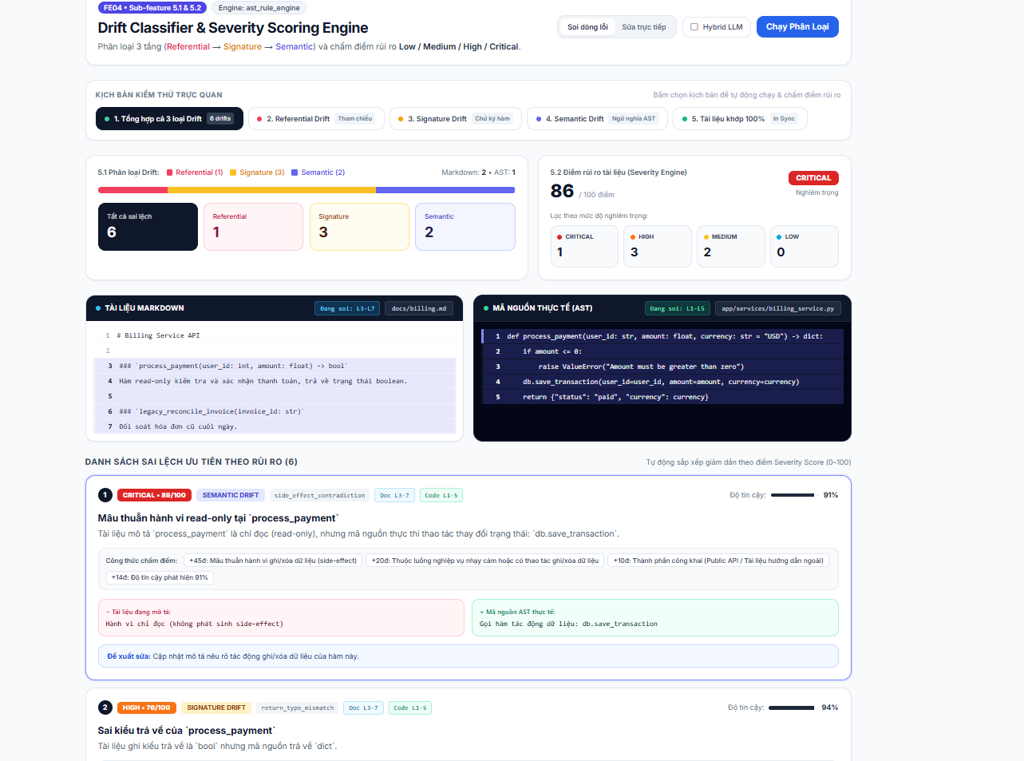 FE04 • Sub-feature 5.1 & 5.2 Engine: ast_rule_engine
Drift Classifier & Severity Scoring Engine
Phân loại 3 tầng (Referential → Signature → Semantic) và chấm điểm rủi ro Low / Medium / High / Critical.
Soi dòng lỗi Sửa trực tiếp Hybrid LLM Chạy Phân Loại
KỊCH BẢN KIỂM THỬ TRỰC QUAN
Bấm chọn kịch bản để tự động chạy & chấm điểm rủi ro
1. Tổng hợp cả 3 loại Drift 6 drifts
2. Referential Drift Tham chiếu
3. Signature Drift Chữ ký hàm
4. Semantic Drift Ngữ nghĩa AST
5. Tài liệu khớp 100% In Sync
5.1 Phân loại Drift: Referential (1) Signature (3) Semantic (2) Markdown: 2 • AST: 1
Tất cả sai lệch
6
Referential
1
Signature
3
Semantic
2
5.2 Điểm rủi ro tài liệu (Severity Engine)
86 / 100 điểm
CRITICAL
Nghiêm trọng
Lọc theo mức độ nghiêm trọng:
CRITICAL
1
HIGH
3
MEDIUM
2
LOW
0
TÀI LIỆU MARKDOWN Đang soi: L3-L7 docs/billing.md
1 # Billing Service API
2
3 ### `process_payment(user_id: int, amount: float) -> bool`
4 Hàm read-only kiểm tra và xác nhận thanh toán, trả về trạng thái boolean.
5
6 ### `legacy_reconcile_invoice(invoice_id: str)`
7 Đối soát hóa đơn cũ cuối ngày.
MÃ NGUỒN THỰC TẾ (AST) Đang soi: L1-L5 app/services/billing_service.py
1 def process_payment(user_id: str, amount: float, currency: str = "USD") -> dict:
2 if amount <= 0:
3 raise ValueError("Amount must be greater than zero")
4 db.save_transaction(user_id=user_id, amount=amount, currency=currency)
5 return {"status": "paid", "currency": currency}
DANH SÁCH SAI LỆCH ƯU TIÊN THEO RỦI RO (6)
Tự động sắp xếp giảm dần theo điểm Severity Score (0–100)
1 CRITICAL • 89/100 SEMANTIC DRIFT side_effect_contradiction Doc L3-7 Code L1-5 Độ tin cậy: 91%
Mâu thuẫn hành vi read-only tại `process_payment`
Tài liệu mô tả `process_payment` là chỉ đọc (read-only), nhưng mã nguồn thực thi thao tác thay đổi trạng thái: `db.save_transaction`.
Công thức chấm điểm: +45đ: Mâu thuẫn hành vi ghi/xóa dữ liệu (side-effect) +20đ: Thuộc luồng nghiệp vụ nhạy cảm hoặc có thao tác ghi/xóa dữ liệu +10đ: Thành phần công khai (Public API / Tài liệu hướng dẫn ngoài)
+14đ: Độ tin cậy phát hiện 91%
− Tài liệu đang mô tả:
Hành vi chỉ đọc (không phát sinh side-effect)
+ Mã nguồn AST thực tế:
Gọi hàm tác động dữ liệu: db.save_transaction
Đề xuất sửa: Cập nhật mô tả nêu rõ tác động ghi/xóa dữ liệu của hàm này.
2 HIGH • 76/100 SIGNATURE DRIFT return_type_mismatch Doc L3-7 Code L1-5 Độ tin cậy: 94%
Sai kiểu trả về của `process_payment`
Tài liệu ghi kiểu trả về là `bool` nhưng mã nguồn trả về `dict`.